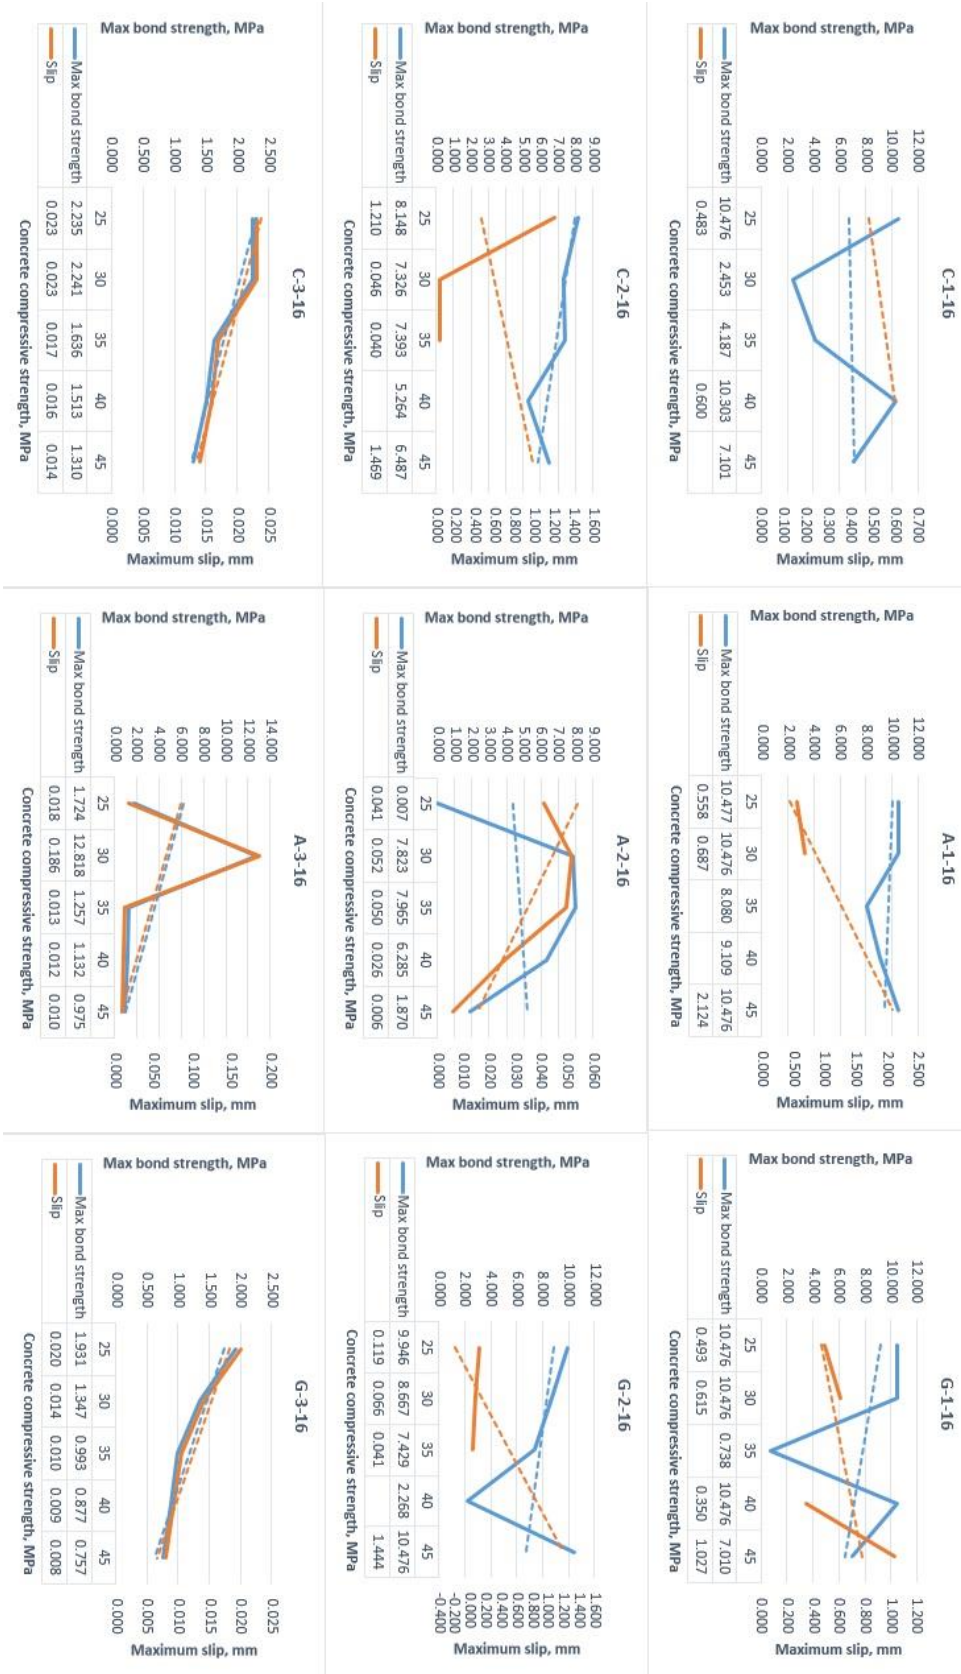 C-1-16
Max bond strength, MPa
12.000
10.000
8.000
6.000
4.000
2.000
0.000
0.700
0.600
0.500
0.400
0.300
0.200
0.100
0.000
Maximum slip, mm
25 30 35 40 45
Max bond strength 10.476 2.453 4.187 10.303 7.101
Slip 0.483 0.600
Concrete compressive strength, MPa
A-1-16
Max bond strength, MPa
12.000
10.000
8.000
6.000
4.000
2.000
0.000
2.500
2.000
1.500
1.000
0.500
0.000
Maximum slip, mm
25 30 35 40 45
Max bond strength 10.477 10.476 8.080 9.109 10.476
Slip 0.558 0.687 2.124
Concrete compressive strength, MPa
G-1-16
Max bond strength, MPa
12.000
10.000
8.000
6.000
4.000
2.000
0.000
1.200
1.000
0.800
0.600
0.400
0.200
0.000
Maximum slip, mm
25 30 35 40 45
Max bond strength 10.476 10.476 0.738 10.476 7.010
Slip 0.493 0.615 0.350 1.027
Concrete compressive strength, MPa
C-2-16
Max bond strength, MPa
9.000
8.000
7.000
6.000
5.000
4.000
3.000
2.000
1.000
0.000
1.600
1.400
1.200
1.000
0.800
0.600
0.400
0.200
0.000
Maximum slip, mm
25 30 35 40 45
Max bond strength 8.148 7.326 7.393 5.264 6.487
Slip 1.210 0.046 0.040 1.469
Concrete compressive strength, MPa
A-2-16
Max bond strength, MPa
9.000
8.000
7.000
6.000
5.000
4.000
3.000
2.000
1.000
0.000
0.060
0.050
0.040
0.030
0.020
0.010
0.000
Maximum slip, mm
25 30 35 40 45
Max bond strength 0.007 7.823 7.965 6.285 1.870
Slip 0.041 0.052 0.050 0.026 0.006
Concrete compressive strength, MPa
G-2-16
Max bond strength, MPa
12.000
10.000
8.000
6.000
4.000
2.000
0.000
1.600
1.400
1.200
1.000
0.800
0.600
0.400
0.200
0.000
-0.200
-0.400
Maximum slip, mm
25 30 35 40 45
Max bond strength 9.946 8.667 7.429 2.268 10.476
Slip 0.119 0.066 0.041 1.444
Concrete compressive strength, MPa
C-3-16
Max bond strength, MPa
2.500
2.000
1.500
1.000
0.500
0.000
0.025
0.020
0.015
0.010
0.005
0.000
Maximum slip, mm
25 30 35 40 45
Max bond strength 2.235 2.241 1.636 1.513 1.310
Slip 0.023 0.023 0.017 0.016 0.014
Concrete compressive strength, MPa
A-3-16
Max bond strength, MPa
14.000
12.000
10.000
8.000
6.000
4.000
2.000
0.000
0.200
0.150
0.100
0.050
0.000
Maximum slip, mm
25 30 35 40 45
Max bond strength 1.724 12.818 1.257 1.132 0.975
Slip 0.018 0.186 0.013 0.012 0.010
Concrete compressive strength, MPa
G-3-16
Max bond strength, MPa
2.500
2.000
1.500
1.000
0.500
0.000
0.025
0.020
0.015
0.010
0.005
0.000
Maximum slip, mm
25 30 35 40 45
Max bond strength 1.931 1.347 0.993 0.877 0.757
Slip 0.020 0.014 0.010 0.009 0.008
Concrete compressive strength, MPa